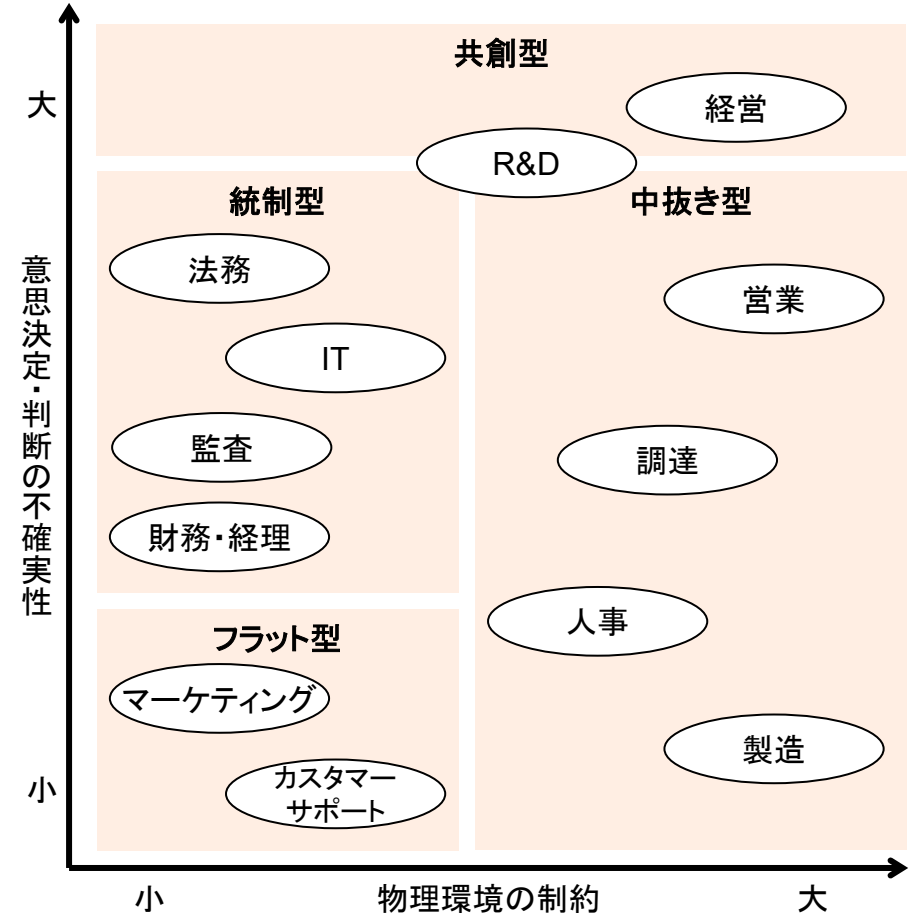 大
共創型
経営
R&D
統制型
中抜き型
法務
営業
IT
監査
調達
財務・経理
意思決定・判断の不確実性
人事
フラット型
マーケティング
製造
カスタマー
サポート
小
小
物理環境の制約
大